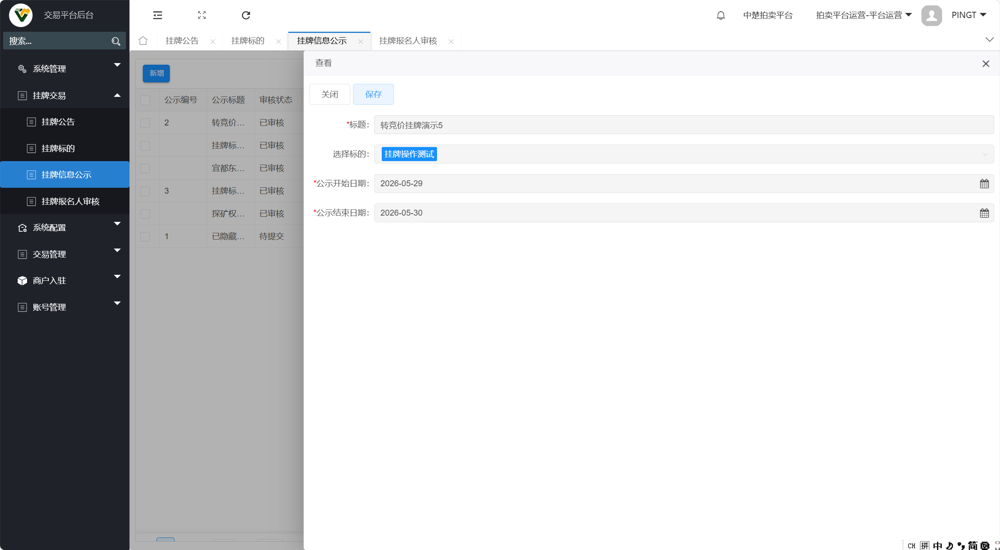 交易平台后台
搜索...
系统管理
挂牌交易
挂牌公告
挂牌标的
挂牌信息公示
挂牌报名人审核
系统配置
交易管理
商户入驻
账号管理
中楚拍卖平台
拍卖平台运营-平台运营
PINGT
挂牌公告
挂牌标的
挂牌信息公示
挂牌报名人审核
新增
公示编号 公示标题 审核状态
2 转竞价... 已审核
挂牌标... 已审核
宜都东... 已审核
3 挂牌标... 已审核
探矿权... 已审核
1 已隐藏... 待提交
查看
关闭 保存
*标题： 转竞价挂牌演示5
选择标的： 挂牌操作测试
*公示开始日期： 2026-05-29
*公示结束日期： 2026-05-30
CH 拼 中 简